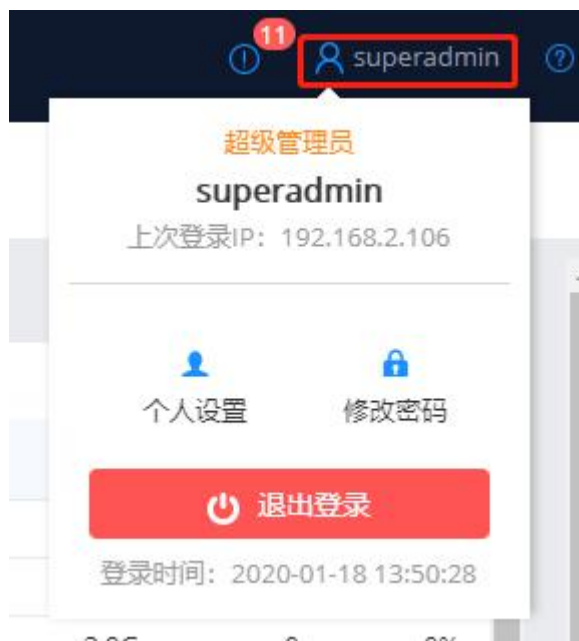 11
superadmin
超级管理员
superadmin
上次登录IP: 192.168.2.106
个人设置 修改密码
退出登录
登录时间: 2020-01-18 13:50:28